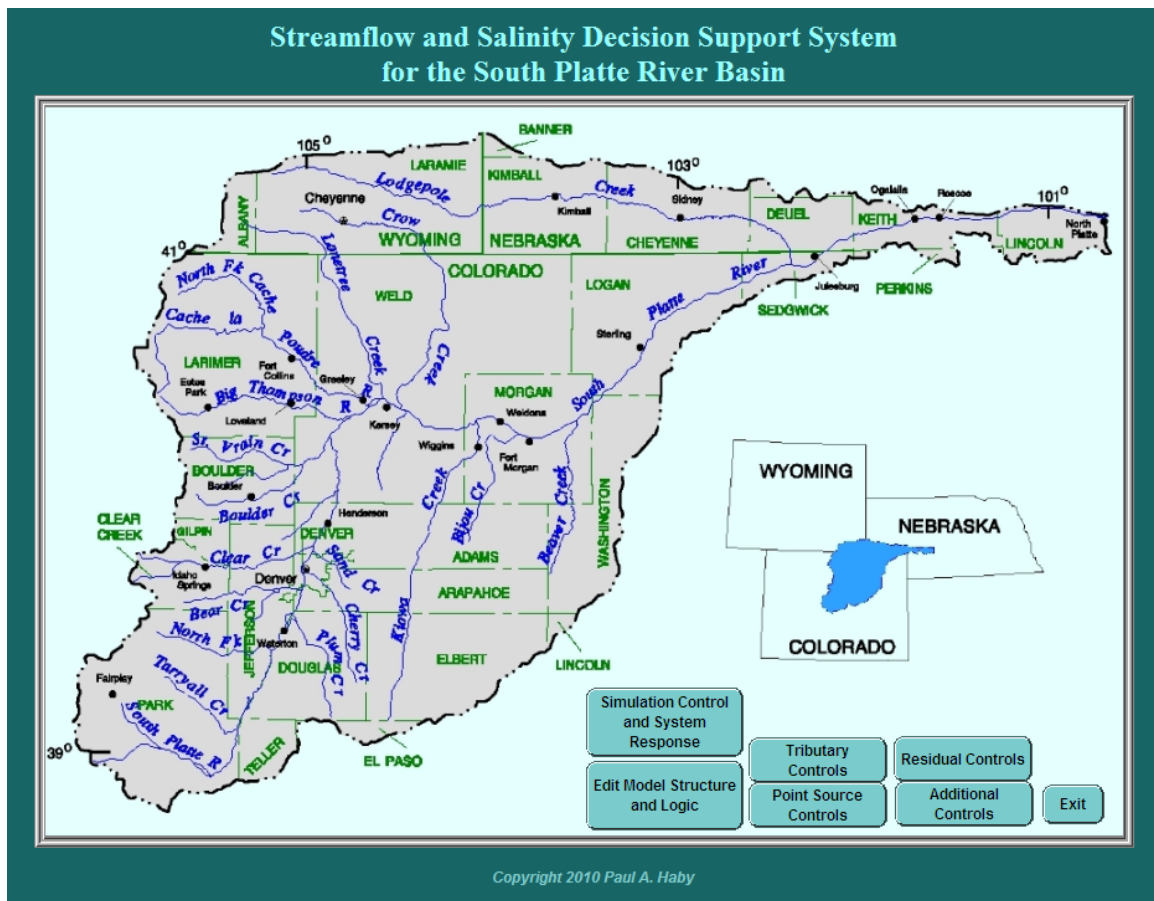 Streamflow and Salinity Decision Support System
for the South Platte River Basin
BANNER
105°
LARAMIE
KIMBALL
103°
Lodgepole
Creek
Cheyenne
Kimball
Sidney
Ogalalla
Roscoe
101°
ALBANY
Crow
DEUEL
KEITH
North
Platte
WYOMING
NEBRASKA
CHEYENNE
LINCOLN
41°
Lonetree
COLORADO
River
North Fk Cache
WELD
LOGAN
Julesburg
PERKINS
Platte
SEDGWICK
Cache la
Poudre
Sterling
Creek
Creek
LARIMER
Fort
Collins
Greeley
Estes
Park
Big Thompson R
R
MORGAN
South
Loveland
Kersey
Weldona
Wiggins
Fort
Morgan
St. Vrain Cr
BOULDER
Boulder
Creek
Bijou Cr
Beaver Creek
WASHINGTON
WYOMING
NEBRASKA
COLORADO
Boulder Cr
Henderson
CLEAR
CREEK
GILPIN
DENVER
Clear Cr
Sand Cr
ADAMS
Idaho
Springs
Denver
ARAPAHOE
Bear Cr
Cherry Cr
Kiowa
North Fk
JEFFERSON
Waterton
Plum Cr
DOUGLAS
ELBERT
LINCOLN
Tarryall Cr
Fairplay
PARK
South Platte R
39°
TELLER
EL PASO
Simulation Control
and System
Response
Tributary
Controls
Residual Controls
Edit Model Structure
and Logic
Point Source
Controls
Additional
Controls
Exit
Copyright 2010 Paul A. Haby